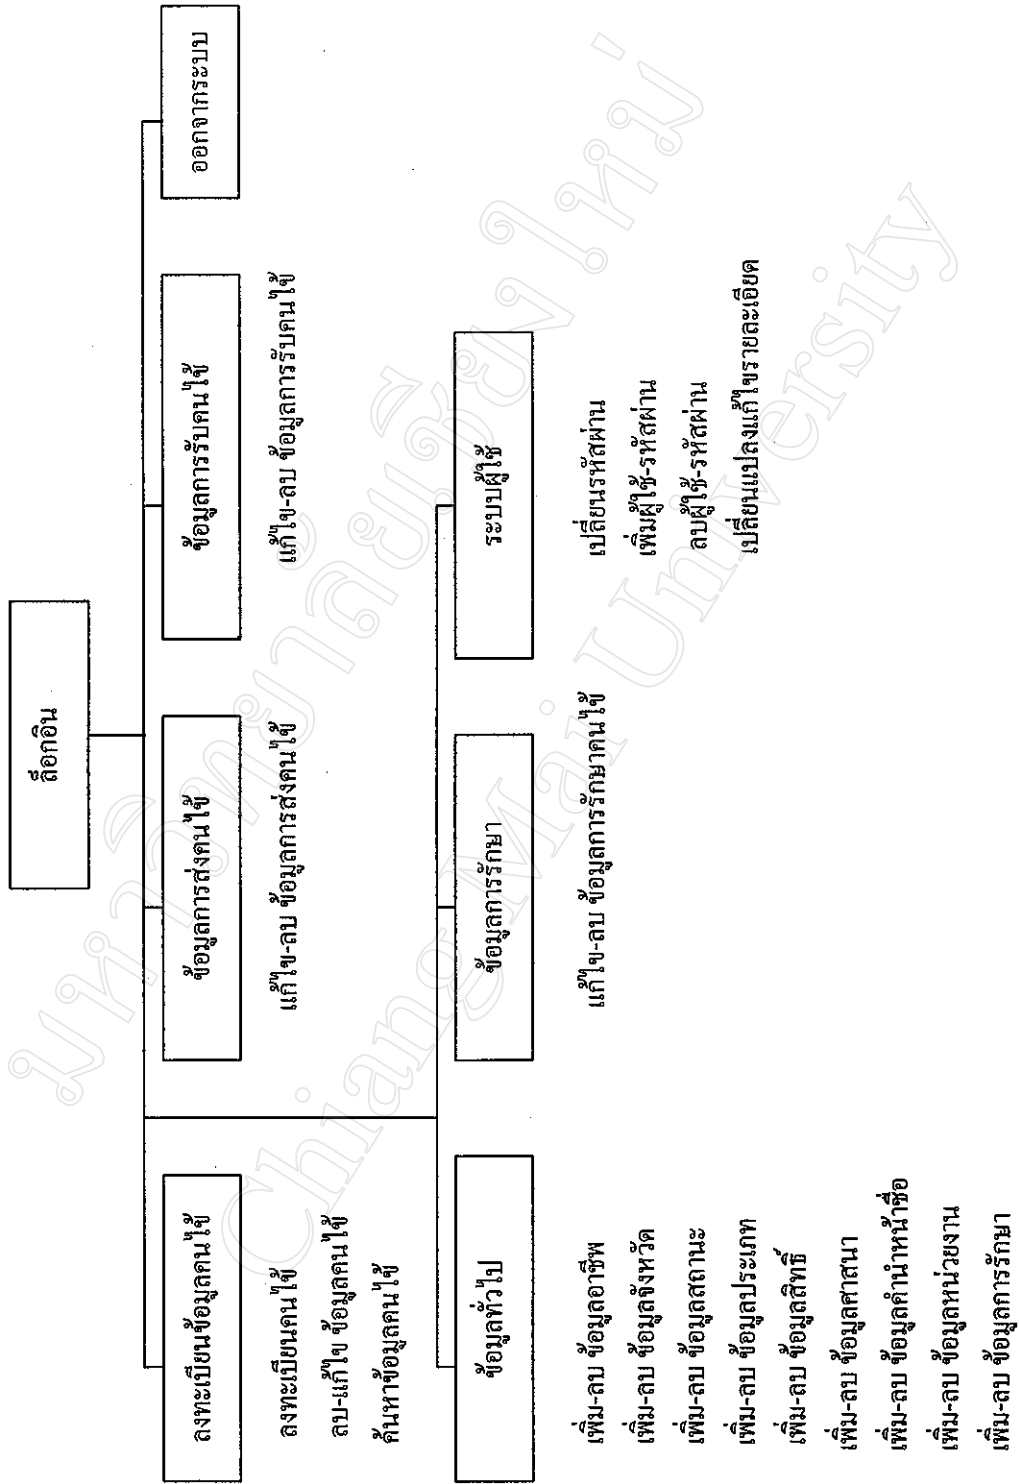 ล๊อกอิน
ลงทะเบียนข้อมูลคนไข้
ลงทะเบียนคนไข้
ลบ-แก้ไข ข้อมูลคนไข้
ค้นหาข้อมูลคนไข้
ข้อมูลการส่งคนไข้
แก้ไข-ลบ ข้อมูลการส่งคนไข้
ข้อมูลการรับคนไข้
แก้ไข-ลบ ข้อมูลการรับคนไข้
ออกจากระบบ
ข้อมูลทั่วไป
เพิ่ม-ลบ ข้อมูลอาชีพ
เพิ่ม-ลบ ข้อมูลจังหวัด
เพิ่ม-ลบ ข้อมูลสถานะ
เพิ่ม-ลบ ข้อมูลประเภท
เพิ่ม-ลบ ข้อมูลสิทธิ์
เพิ่ม-ลบ ข้อมูลศาสนา
เพิ่ม-ลบ ข้อมูลคำนำหน้าชื่อ
เพิ่ม-ลบ ข้อมูลหน่วยงาน
เพิ่ม-ลบ ข้อมูลการรักษา
ข้อมูลการรักษา
แก้ไข-ลบ ข้อมูลการรักษาคนไข้
ระบบผู้ใช้
เปลี่ยนรหัสผ่าน
เพิ่มผู้ใช้-รหัสผ่าน
ลบผู้ใช้-รหัสผ่าน
เปลี่ยนแปลงแก้ไขรายละเอียด
มหาวิทยาลัยเชียงใหม่
Chiang Mai University